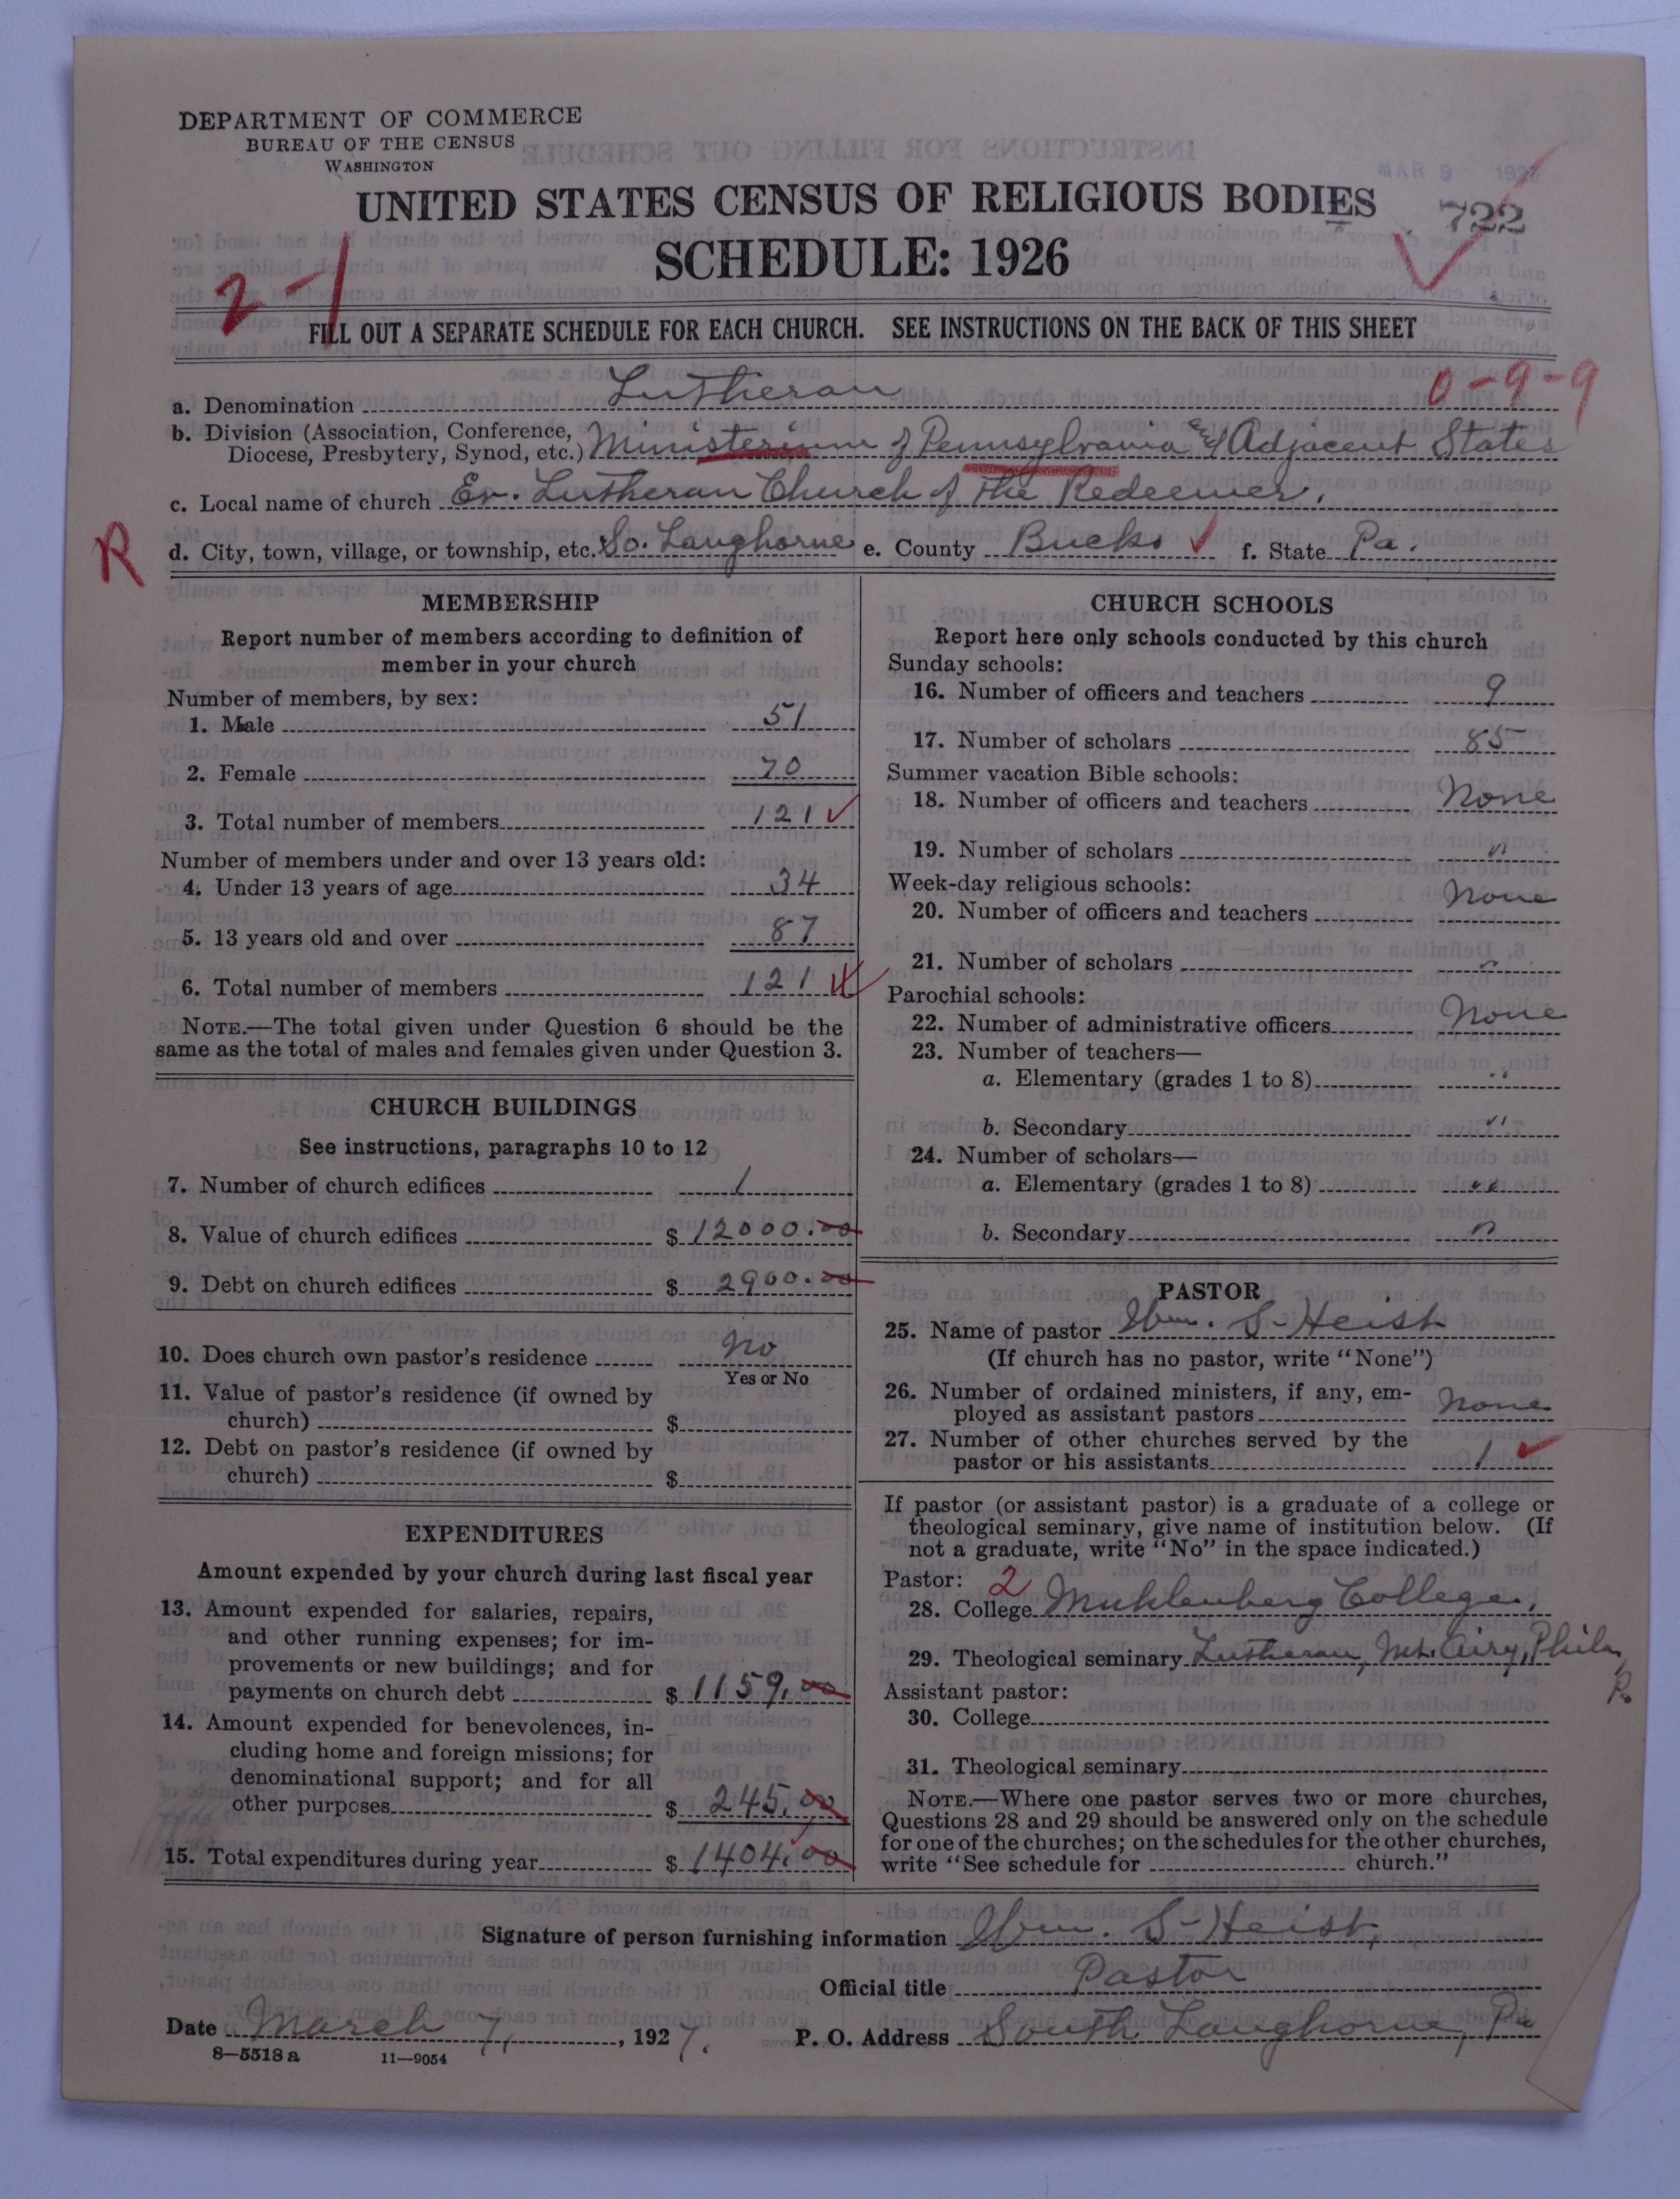 DEPARTMENT OF COMMERCE
BUREAU OF THE CENSUS
WASHINGTON
MAR 9 1927
UNITED STATES CENSUS OF RELIGIOUS BODIES
722
SCHEDULE: 1926
2-1
FILL OUT A SEPARATE SCHEDULE FOR EACH CHURCH. SEE INSTRUCTIONS ON THE BACK OF THIS SHEET
a. Denomination Lutheran 0-9-9
b. Division (Association, Conference, Diocese, Presbytery, Synod, etc.) Ministerium of Pennsylvania and Adjacent States
c. Local name of church Ev. Lutheran Church of the Redeemer.
R
d. City, town, village, or township, etc. So. Langhorne e. County Bucks f. State Pa.
MEMBERSHIP
Report number of members according to definition of
member in your church
Number of members, by sex:
1. Male 51
2. Female 70
3. Total number of members 121
Number of members under and over 13 years old:
4. Under 13 years of age 34
5. 13 years old and over 87
6. Total number of members 121
NOTE.—The total given under Question 6 should be the
same as the total of males and females given under Question 3.
CHURCH BUILDINGS
See instructions, paragraphs 10 to 12
7. Number of church edifices 1
8. Value of church edifices $ 12000.00
9. Debt on church edifices $ 2900.00
10. Does church own pastor's residence No
Yes or No
11. Value of pastor's residence (if owned by
church) $
12. Debt on pastor's residence (if owned by
church) $
EXPENDITURES
Amount expended by your church during last fiscal year
13. Amount expended for salaries, repairs,
and other running expenses; for im-
provements or new buildings; and for
payments on church debt $ 1159.00
14. Amount expended for benevolences, in-
cluding home and foreign missions; for
denominational support; and for all
other purposes $ 245.00
15. Total expenditures during year $ 1404.00
CHURCH SCHOOLS
Report here only schools conducted by this church
Sunday schools:
16. Number of officers and teachers 9
17. Number of scholars 85
Summer vacation Bible schools:
18. Number of officers and teachers None
19. Number of scholars "
Week-day religious schools:
20. Number of officers and teachers None
21. Number of scholars "
Parochial schools:
22. Number of administrative officers None
23. Number of teachers—
a. Elementary (grades 1 to 8) "
b. Secondary "
24. Number of scholars—
a. Elementary (grades 1 to 8) "
b. Secondary "
PASTOR
25. Name of pastor Wm. S. Heist
(If church has no pastor, write "None")
26. Number of ordained ministers, if any, em-
ployed as assistant pastors None
27. Number of other churches served by the
pastor or his assistants 1
If pastor (or assistant pastor) is a graduate of a college or
theological seminary, give name of institution below. (If
not a graduate, write "No" in the space indicated.)
Pastor: 2
28. College Muhlenberg College,
29. Theological seminary Lutheran, Mt. Airy, Phila,
Pa.
Assistant pastor:
30. College
31. Theological seminary
NOTE.—Where one pastor serves two or more churches,
Questions 28 and 29 should be answered only on the schedule
for one of the churches; on the schedules for the other churches,
write "See schedule for church."
Signature of person furnishing information Wm. S. Heist,
Official title Pastor
Date March 7, 1927. P. O. Address South Langhorne, Pa
8-5518 a 11-9054